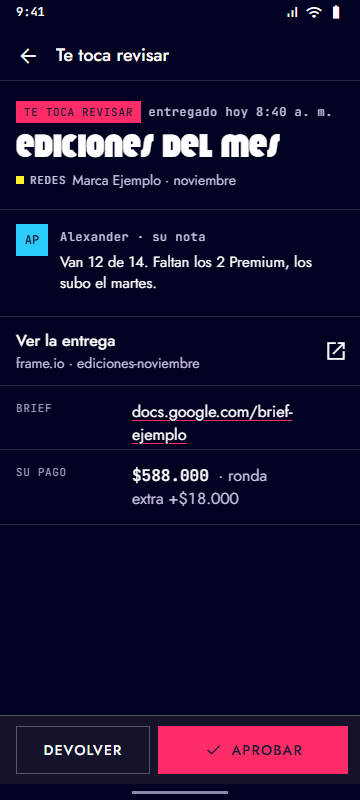 9:41
Te toca revisar
TE TOCA REVISAR entregado hoy 8:40 a. m.
EDICIONES DEL MES
REDES Marca Ejemplo · noviembre
AP
Alexander · su nota
Van 12 de 14. Faltan los 2 Premium, los
subo el martes.
Ver la entrega
frame.io · ediciones-noviembre
BRIEF
docs.google.com/brief-
ejemplo
SU PAGO
$588.000 · ronda
extra +$18.000
DEVOLVER
APROBAR